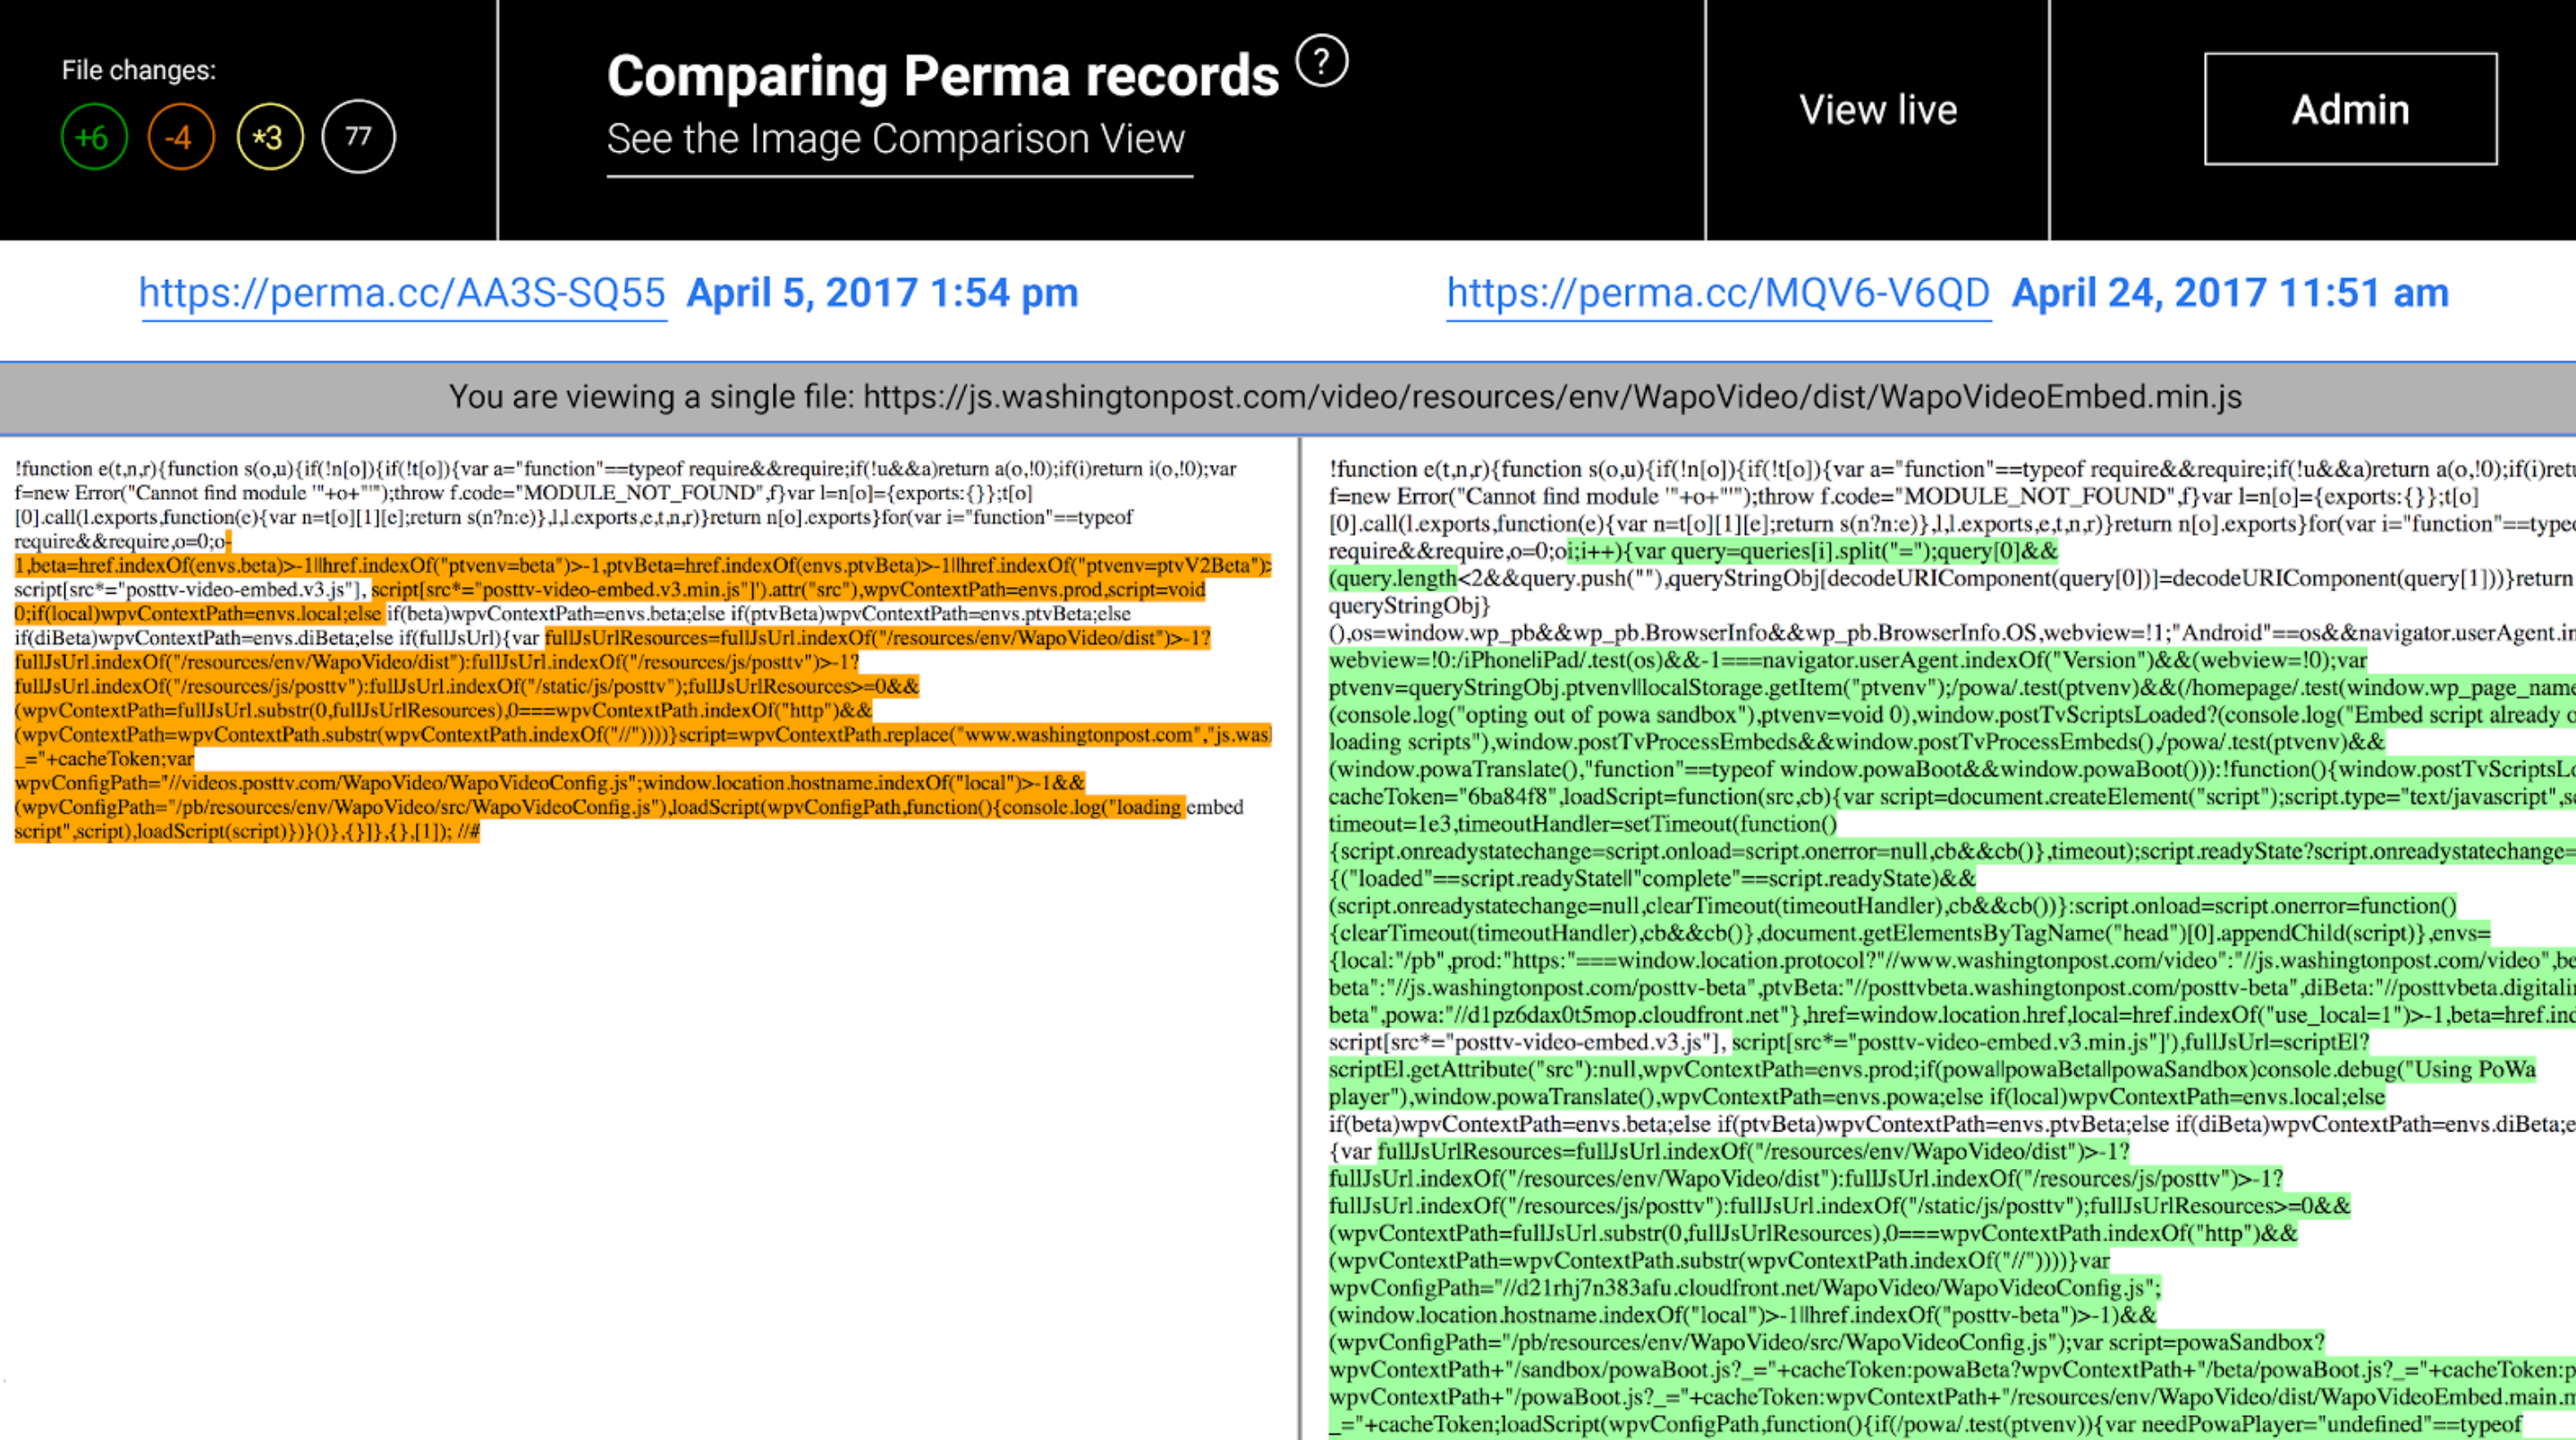 File changes:
+6 -4 *3 77
Comparing Perma records ?
See the Image Comparison View
View live
Admin
https://perma.cc/AA3S-SQ55 April 5, 2017 1:54 pm
https://perma.cc/MQV6-V6QD April 24, 2017 11:51 am
You are viewing a single file: https://js.washingtonpost.com/video/resources/env/WapoVideo/dist/WapoVideoEmbed.min.js
!function e(t,n,r){function s(o,u){if(!n[o]){if(!t[o]){var a="function"==typeof require&&require;if(!u&&a)return a(o,!0);if(i)return i(o,!0);var
f=new Error("Cannot find module '"+o+"'");throw f.code="MODULE_NOT_FOUND",f}var l=n[o]={exports:{}};t[o]
[0].call(l.exports,function(e){var n=t[o][1][e];return s(n?n:e)},l,l.exports,e,t,n,r)}return n[o].exports}for(var i="function"==typeof
require&&require,o=0;o-
1,beta=href.indexOf(envs.beta)>-1||href.indexOf("ptvenv=beta")>-1,ptvBeta=href.indexOf(envs.ptvBeta)>-1||href.indexOf("ptvenv=ptvV2Beta")>
script[src*="posttv-video-embed.v3.js"], script[src*="posttv-video-embed.v3.min.js"]').attr("src"),wpvContextPath=envs.prod,script=void
0;if(local)wpvContextPath=envs.local;else if(beta)wpvContextPath=envs.beta;else if(ptvBeta)wpvContextPath=envs.ptvBeta;else
if(diBeta)wpvContextPath=envs.diBeta;else if(fullJsUrl){var fullJsUrlResources=fullJsUrl.indexOf("/resources/env/WapoVideo/dist")>-1?
fullJsUrl.indexOf("/resources/env/WapoVideo/dist"):fullJsUrl.indexOf("/resources/js/posttv")>-1?
fullJsUrl.indexOf("/resources/js/posttv"):fullJsUrl.indexOf("/static/js/posttv");fullJsUrlResources>=0&&
(wpvContextPath=fullJsUrl.substr(0,fullJsUrlResources),0===wpvContextPath.indexOf("http")&&
(wpvContextPath=wpvContextPath.substr(wpvContextPath.indexOf("//"))))}script=wpvContextPath.replace("www.washingtonpost.com","js.was
_="+cacheToken;var
wpvConfigPath="//videos.posttv.com/WapoVideo/WapoVideoConfig.js";window.location.hostname.indexOf("local")>-1&&
(wpvConfigPath="/pb/resources/env/WapoVideo/src/WapoVideoConfig.js"),loadScript(wpvConfigPath,function(){console.log("loading embed
script",script),loadScript(script)})}()},{}]},{},[1]); //#
!function e(t,n,r){function s(o,u){if(!n[o]){if(!t[o]){var a="function"==typeof require&&require;if(!u&&a)return a(o,!0);if(i)retu
f=new Error("Cannot find module '"+o+"'");throw f.code="MODULE_NOT_FOUND",f}var l=n[o]={exports:{}};t[o]
[0].call(l.exports,function(e){var n=t[o][1][e];return s(n?n:e)},l,l.exports,e,t,n,r)}return n[o].exports}for(var i="function"==typeo
require&&require,o=0;oi;i++){var query=queries[i].split("=");query[0]&&
(query.length<2&&query.push(""),queryStringObj[decodeURIComponent(query[0])]=decodeURIComponent(query[1]))}return
queryStringObj}
(),os=window.wp_pb&&wp_pb.BrowserInfo&&wp_pb.BrowserInfo.OS,webview=!1;"Android"==os&&navigator.userAgent.in
webview=!0:/iPhone|iPad/.test(os)&&-1===navigator.userAgent.indexOf("Version")&&(webview=!0);var
ptvenv=queryStringObj.ptvenv||localStorage.getItem("ptvenv");/powa/.test(ptvenv)&&(/homepage/.test(window.wp_page_name
(console.log("opting out of powa sandbox"),ptvenv=void 0),window.postTvScriptsLoaded?(console.log("Embed script already o
loading scripts"),window.postTvProcessEmbeds&&window.postTvProcessEmbeds(),/powa/.test(ptvenv)&&
(window.powaTranslate(),"function"==typeof window.powaBoot&&window.powaBoot())):!function(){window.postTvScriptsLo
cacheToken="6ba84f8",loadScript=function(src,cb){var script=document.createElement("script");script.type="text/javascript",s
timeout=1e3,timeoutHandler=setTimeout(function()
{script.onreadystatechange=script.onload=script.onerror=null,cb&&cb()},timeout);script.readyState?script.onreadystatechange=
{("loaded"==script.readyState||"complete"==script.readyState)&&
(script.onreadystatechange=null,clearTimeout(timeoutHandler),cb&&cb())}:script.onload=script.onerror=function()
{clearTimeout(timeoutHandler),cb&&cb()},document.getElementsByTagName("head")[0].appendChild(script)},envs=
{local:"/pb",prod:"https:"===window.location.protocol?"//www.washingtonpost.com/video":"//js.washingtonpost.com/video",be
beta":"//js.washingtonpost.com/posttv-beta",ptvBeta:"//posttvbeta.washingtonpost.com/posttv-beta",diBeta:"//posttvbeta.digitali
beta",powa:"//d1pz6dax0t5mop.cloudfront.net"},href=window.location.href,local=href.indexOf("use_local=1")>-1,beta=href.ind
script[src*="posttv-video-embed.v3.js"], script[src*="posttv-video-embed.v3.min.js"]'),fullJsUrl=scriptEl?
scriptEl.getAttribute("src"):null,wpvContextPath=envs.prod;if(powa||powaBeta||powaSandbox)console.debug("Using PoWa
player"),window.powaTranslate(),wpvContextPath=envs.powa;else if(local)wpvContextPath=envs.local;else
if(beta)wpvContextPath=envs.beta;else if(ptvBeta)wpvContextPath=envs.ptvBeta;else if(diBeta)wpvContextPath=envs.diBeta;e
{var fullJsUrlResources=fullJsUrl.indexOf("/resources/env/WapoVideo/dist")>-1?
fullJsUrl.indexOf("/resources/env/WapoVideo/dist"):fullJsUrl.indexOf("/resources/js/posttv")>-1?
fullJsUrl.indexOf("/resources/js/posttv"):fullJsUrl.indexOf("/static/js/posttv");fullJsUrlResources>=0&&
(wpvContextPath=fullJsUrl.substr(0,fullJsUrlResources),0===wpvContextPath.indexOf("http")&&
(wpvContextPath=wpvContextPath.substr(wpvContextPath.indexOf("//"))))}var
wpvConfigPath="//d21rhj7n383afu.cloudfront.net/WapoVideo/WapoVideoConfig.js";
(window.location.hostname.indexOf("local")>-1||href.indexOf("posttv-beta")>-1)&&
(wpvConfigPath="/pb/resources/env/WapoVideo/src/WapoVideoConfig.js");var script=powaSandbox?
wpvContextPath+"/sandbox/powaBoot.js?_="+cacheToken:powaBeta?wpvContextPath+"/beta/powaBoot.js?_="+cacheToken:p
wpvContextPath+"/powaBoot.js?_="+cacheToken:wpvContextPath+"/resources/env/WapoVideo/dist/WapoVideoEmbed.main.m
_="+cacheToken;loadScript(wpvConfigPath,function(){if(/powa/.test(ptvenv)){var needPowaPlayer="undefined"==typeof